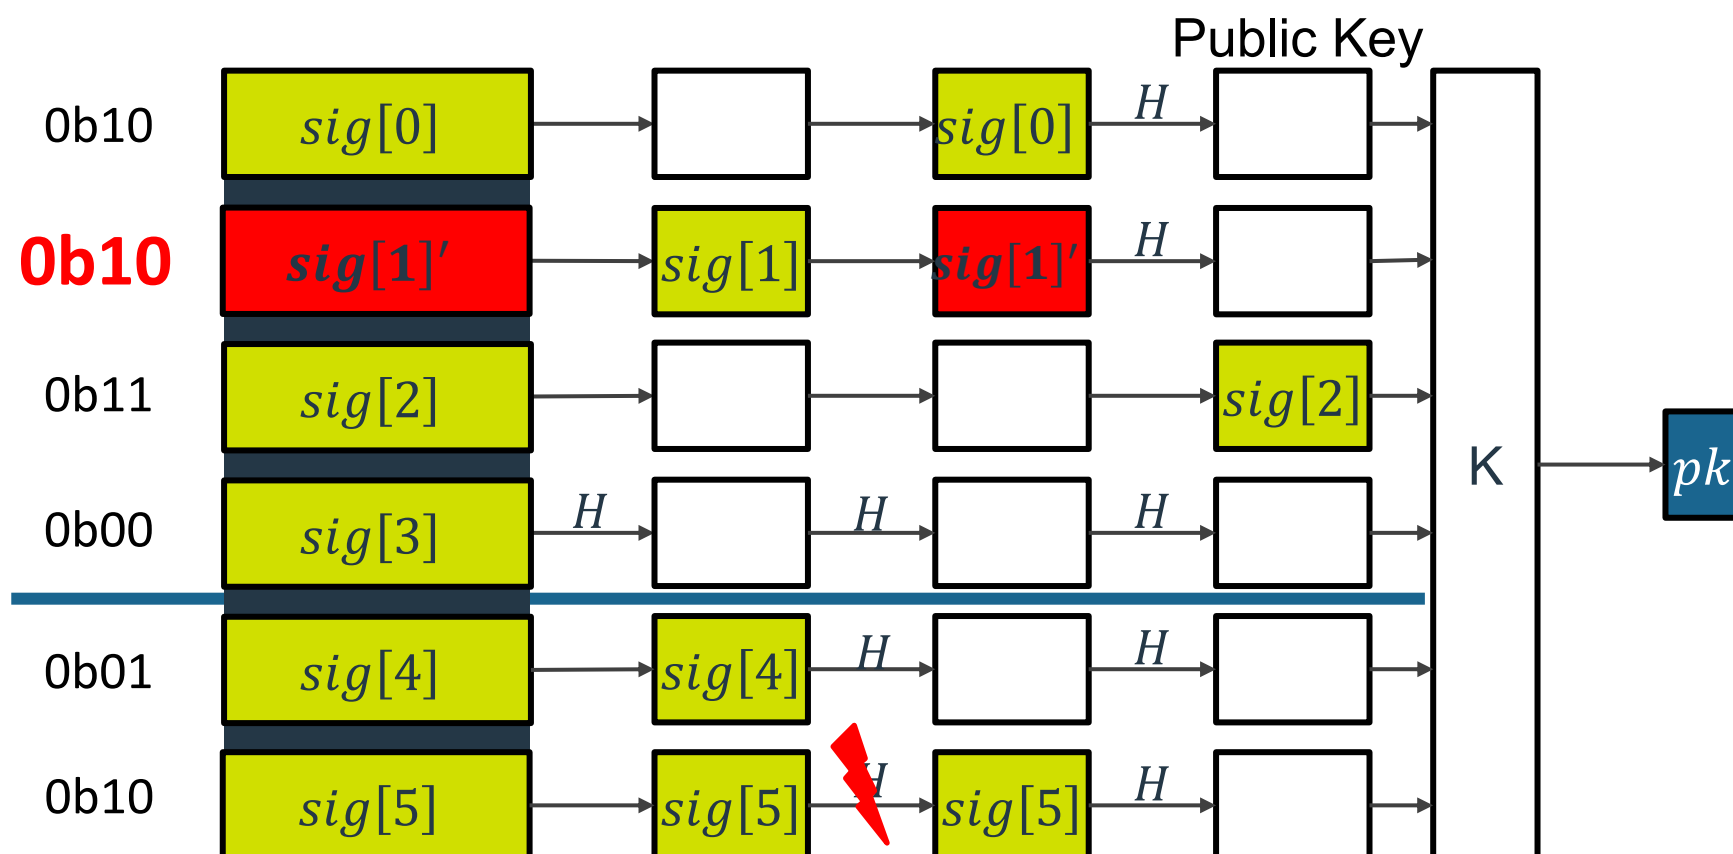 Public Key
0b10 sig[0] sig[0] H
0b10 sig[1]′ sig[1] sig[1]′ H
0b11 sig[2] sig[2]
K
pk
0b00 sig[3] H H H
0b01 sig[4] sig[4] H H
0b10 sig[5] sig[5] H sig[5] H